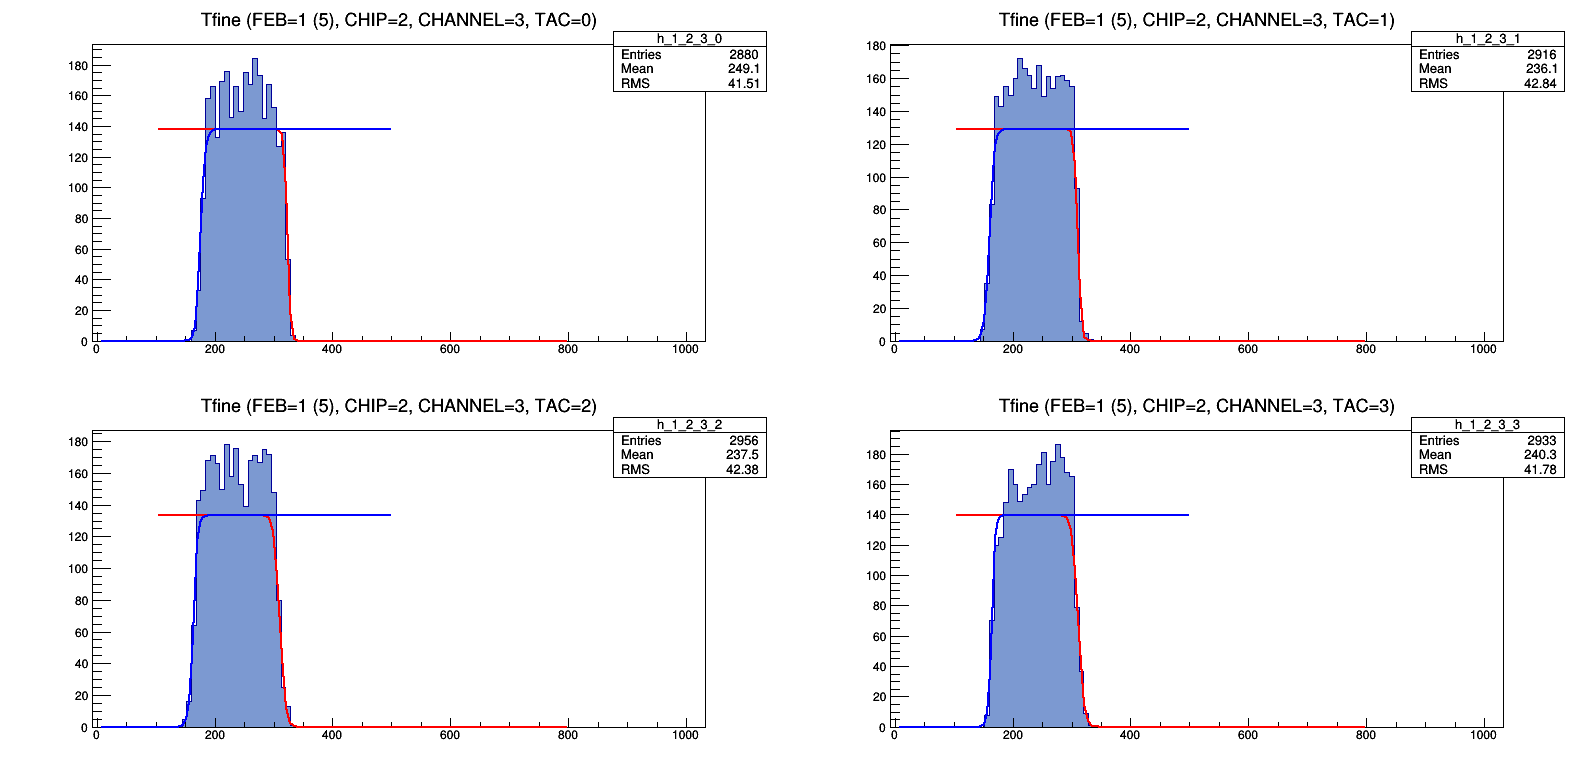 Tfine (FEB=1 (5), CHIP=2, CHANNEL=3, TAC=0)
h_1_2_3_0
Entries 2880
Mean 249.1
RMS 41.51
180
160
140
120
100
80
60
40
20
0
0 200 400 600 800 1000
Tfine (FEB=1 (5), CHIP=2, CHANNEL=3, TAC=1)
h_1_2_3_1
Entries 2916
Mean 236.1
RMS 42.84
180
160
140
120
100
80
60
40
20
0
0 200 400 600 800 1000
Tfine (FEB=1 (5), CHIP=2, CHANNEL=3, TAC=2)
h_1_2_3_2
Entries 2956
Mean 237.5
RMS 42.38
180
160
140
120
100
80
60
40
20
0
0 200 400 600 800 1000
Tfine (FEB=1 (5), CHIP=2, CHANNEL=3, TAC=3)
h_1_2_3_3
Entries 2933
Mean 240.3
RMS 41.78
180
160
140
120
100
80
60
40
20
0
0 200 400 600 800 1000